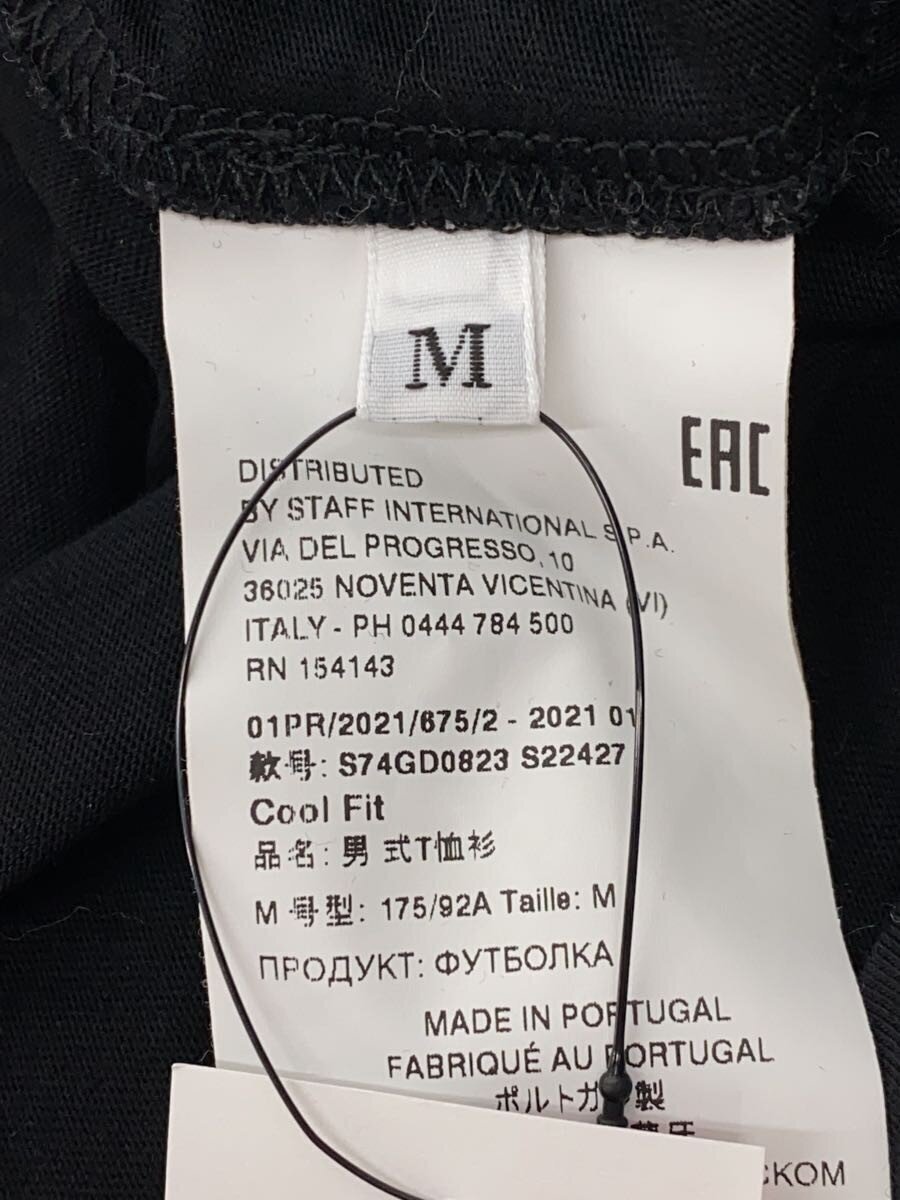 M
EAC
DISTRIBUTED
BY STAFF INTERNATIONAL S.P.A.
VIA DEL PROGRESSO, 10
36025 NOVENTA VICENTINA (VI)
ITALY - PH 0444 784 500
RN 154143
01PR/2021/675/2 - 2021 01
款号: S74GD0823 S22427
Cool Fit
品名: 男 式T恤衫
M 号型: 175/92A Taille: M
ПРОДУКТ: ФУТБОЛКА
MADE IN PORTUGAL
FABRIQUÉ AU PORTUGAL
ポルトガル製